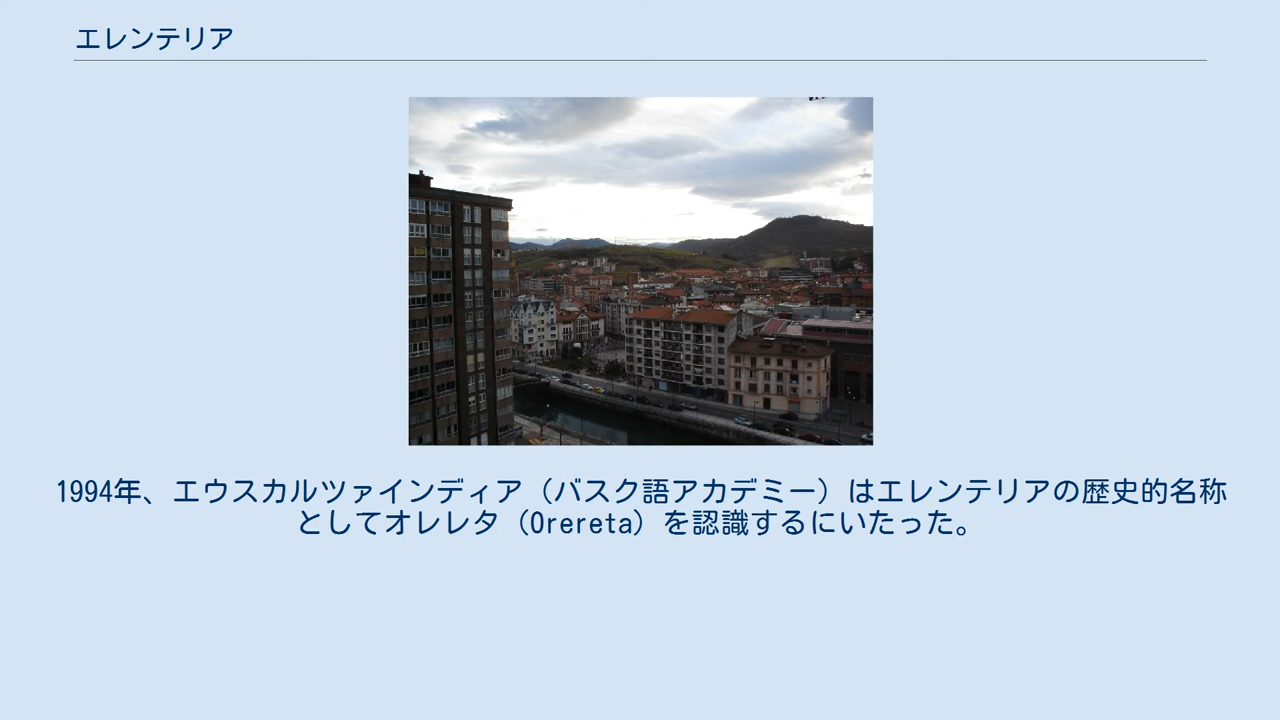 エレンテリア
1994年、エウスカルツァインディア（バスク語アカデミー）はエレンテリアの歴史的名称
としてオレレタ（Orereta）を認識するにいたった。